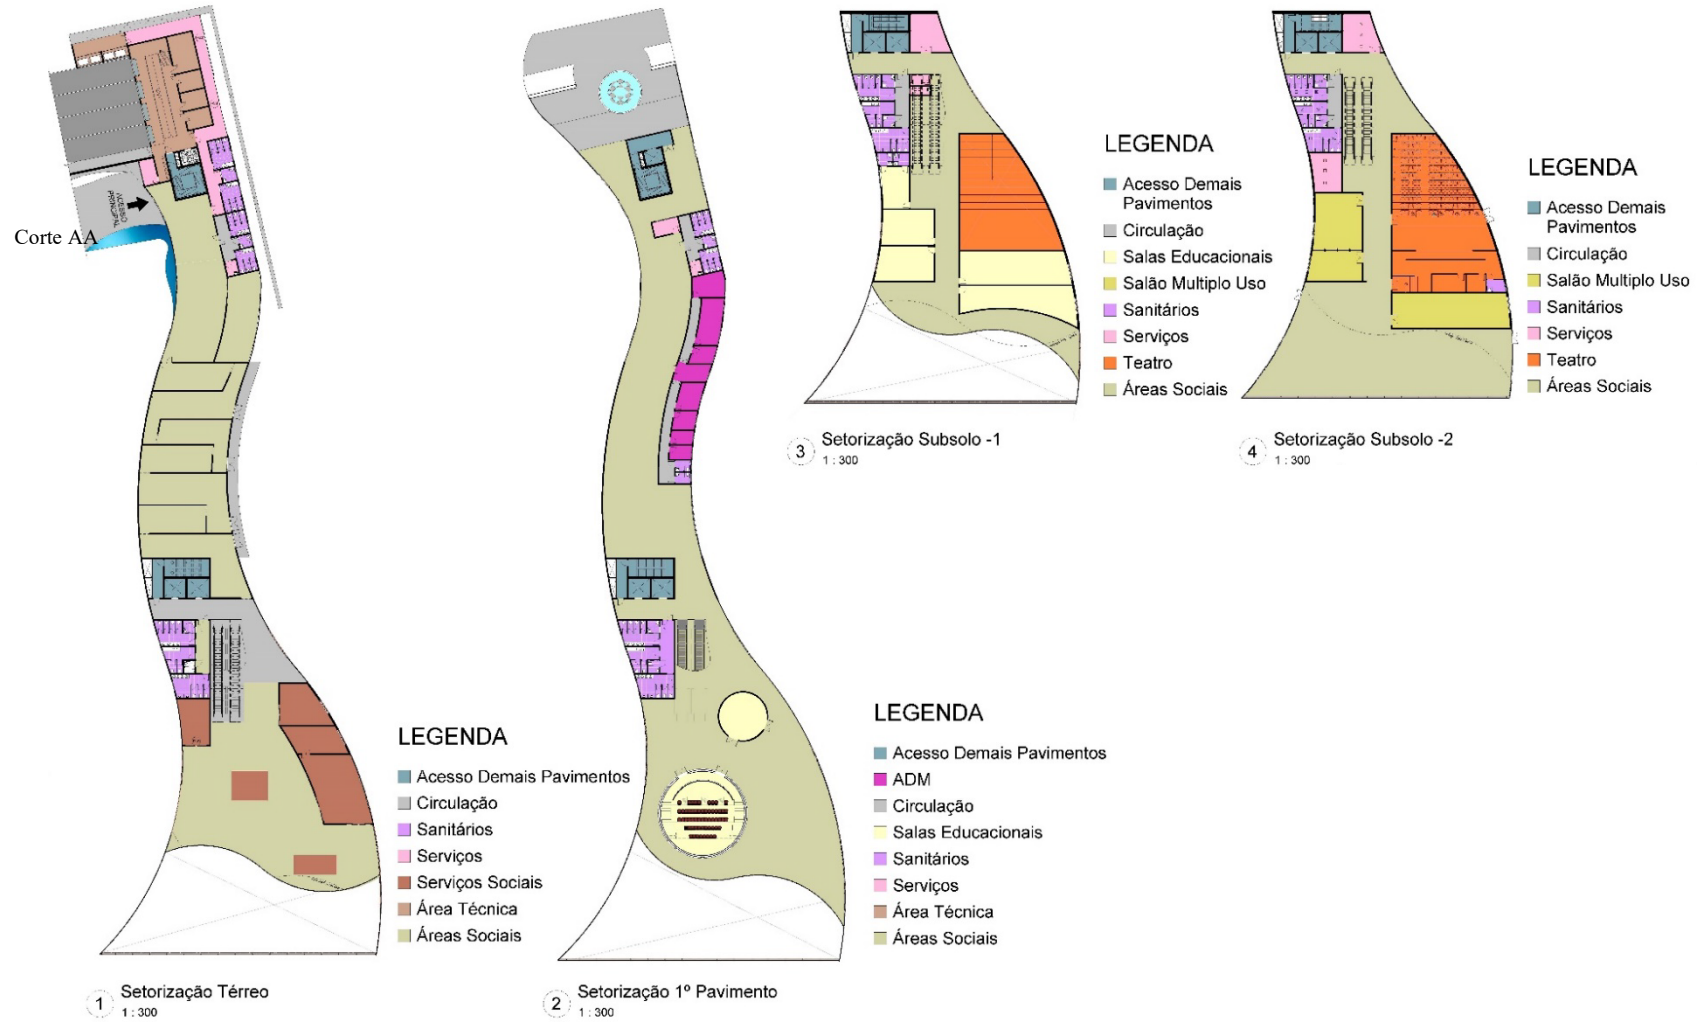 Corte AA
ACESSO
PRINCIPAL
LEGENDA
Acesso Demais Pavimentos
Circulação
Sanitários
Serviços
Serviços Sociais
Área Técnica
Áreas Sociais
1 Setorização Térreo
1 : 300
LEGENDA
Acesso Demais Pavimentos
ADM
Circulação
Salas Educacionais
Sanitários
Serviços
Área Técnica
Áreas Sociais
2 Setorização 1º Pavimento
1 : 300
LEGENDA
Acesso Demais
Pavimentos
Circulação
Salas Educacionais
Salão Multiplo Uso
Sanitários
Serviços
Teatro
Áreas Sociais
3 Setorização Subsolo -1
1 : 300
LEGENDA
Acesso Demais
Pavimentos
Circulação
Salão Multiplo Uso
Sanitários
Serviços
Teatro
Áreas Sociais
4 Setorização Subsolo -2
1 : 300